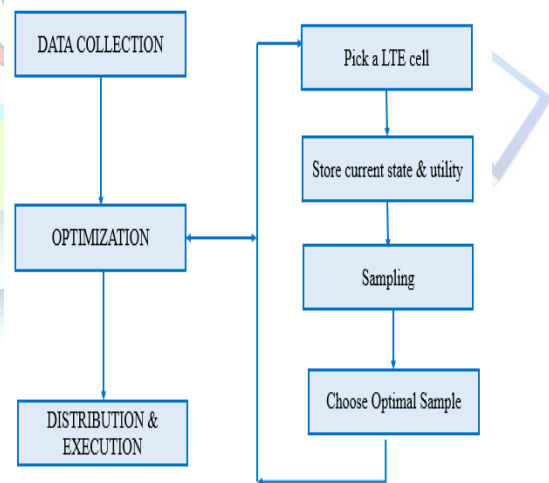 DATA COLLECTION
OPTIMIZATION
DISTRIBUTION &
EXECUTION
Pick a LTE cell
Store current state & utility
Sampling
Choose Optimal Sample